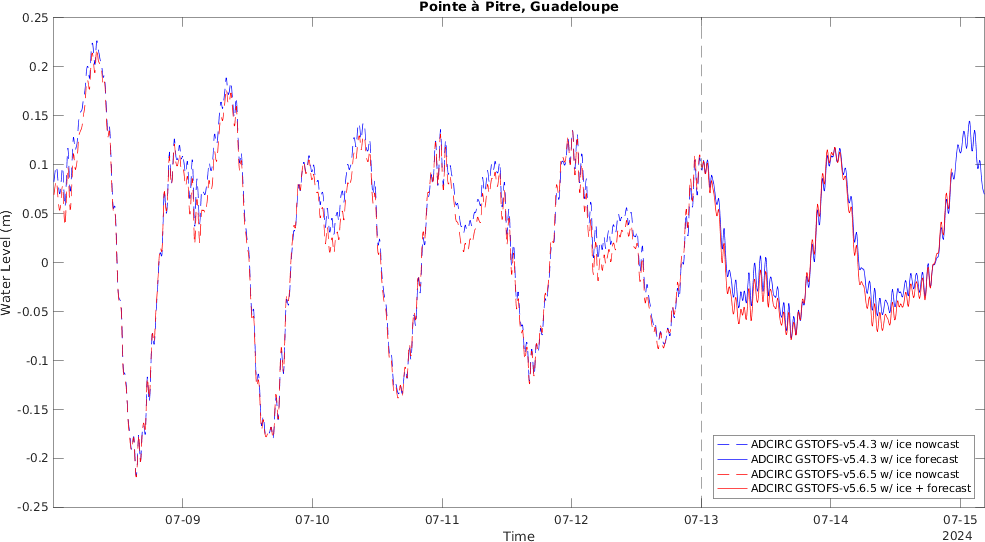 Pointe à Pitre, Guadeloupe
0.25
0.2
0.15
0.1
0.05
0
-0.05
-0.1
-0.15
-0.2
-0.25
Water Level (m)
ADCIRC GSTOFS-v5.4.3 w/ ice nowcast
ADCIRC GSTOFS-v5.4.3 w/ ice forecast
ADCIRC GSTOFS-v5.6.5 w/ ice nowcast
ADCIRC GSTOFS-v5.6.5 w/ ice + forecast
07-09 07-10 07-11 07-12 07-13 07-14 07-15
Time 2024